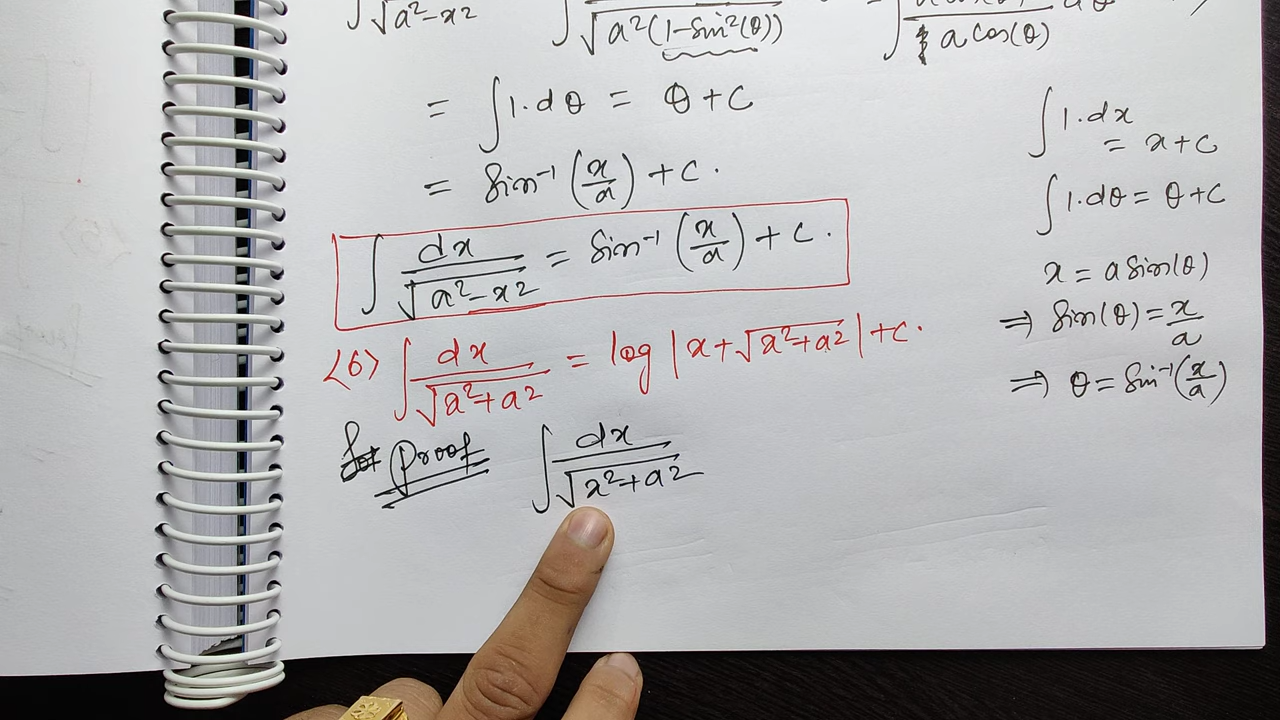 ∫ √a²-x² ∫ √a²(1-sin²(θ)) = ∫ a cos(θ) dθ
= ∫1.dθ = θ+c
= Sin⁻¹(x/a)+c.
∫ dx/√a²-x² = Sin⁻¹(x/a)+c.
<6> ∫ dx/√x²+a² = log|x+√x²+a²|+c.
Proof ∫ dx/√x²+a²
∫1.dx
= x+c
∫1.dθ = θ+c
x = a Sin(θ)
⇒ Sin(θ) = x/a
⇒ θ = Sin⁻¹(x/a)